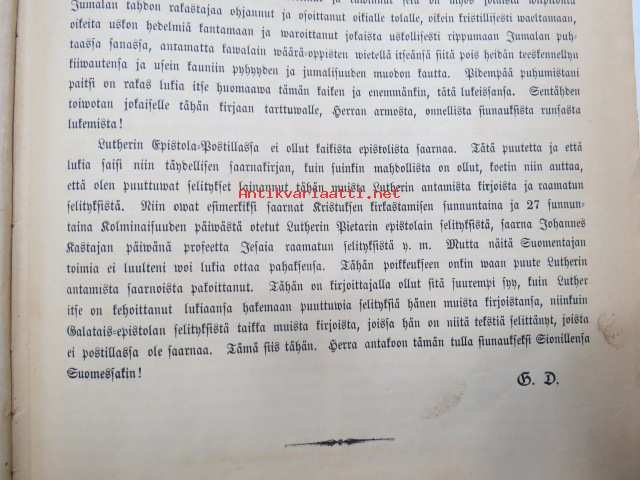 Jumalan tahdon rakastajaa ohjannut ja osoittanut oikialle tolalle, oikein kristillisesti waeltamaan,
oikeita uskon hedelmiä kantamaan ja waroittanut jokaista uskollisesti rippumaan Jumalan puh-
taassa sanassa, antamatta kawalain wäärä-oppisten wietellä itseänsä siitä pois heidän teeskennellyn
kiiwautensa ja usein kauniin pyhyyden ja jumalisuuden muodon kautta. Pidempää puhumistani
paitsi on rakas lukia itse huomaawa tämän kaiken ja enemmänkin, tätä lukeissansa. Sentähden
toiwotan jokaiselle tähän kirjaan tarttuwalle, Herran armosta, onnellista siunauksista runsasta
lukemista!
Lutherin Epistola-Postillassa ei ollut kaikista epistolista saarnaa. Tätä puutetta ja että
lukia saisi niin täydellisen saarnakirjan, kuin suinkin mahdollista on ollut, koetin niin auttaa,
että olen puuttuwat selitykset lainannut tähän muista Lutherin antamista kirjoista ja raamatun
Antikvariaatti.net
selityksistä. Niin owat esimerkiksi saarnat Kristuksen kirkastamisen sunnuntaina ja 27 sunnun-
taina Kolminaisuuden päiwästä otetut Lutherin Pietarin epistolain selityksistä, saarna Johannes
Kastajan päiwänä profeetta Jesaia raamatun selityksistä y. m. Mutta näitä Suomentajan
toimia ei luulteni woi lukia ottaa pahaksensa. Tähän poikkeukseen onkin waan puute Lutherin
antamista saarnoista pakoittanut. Tähän on kirjoittajalla ollut sitä suurempi syy, kuin Luther
itse on kehoittanut lukiaansa hakemaan puuttuwia selityksiä hänen muista kirjoistansa, niinkuin
Galatais-epistolan selityksistä taikka muista kirjoista, joissa hän on niitä tekstiä selittänyt, joista
ei postillassa ole saarnaa. Tämä siis tähän. Herra antakoon tämän tulla siunaukseksi Sionillensa
Suomessakin!
G. D.